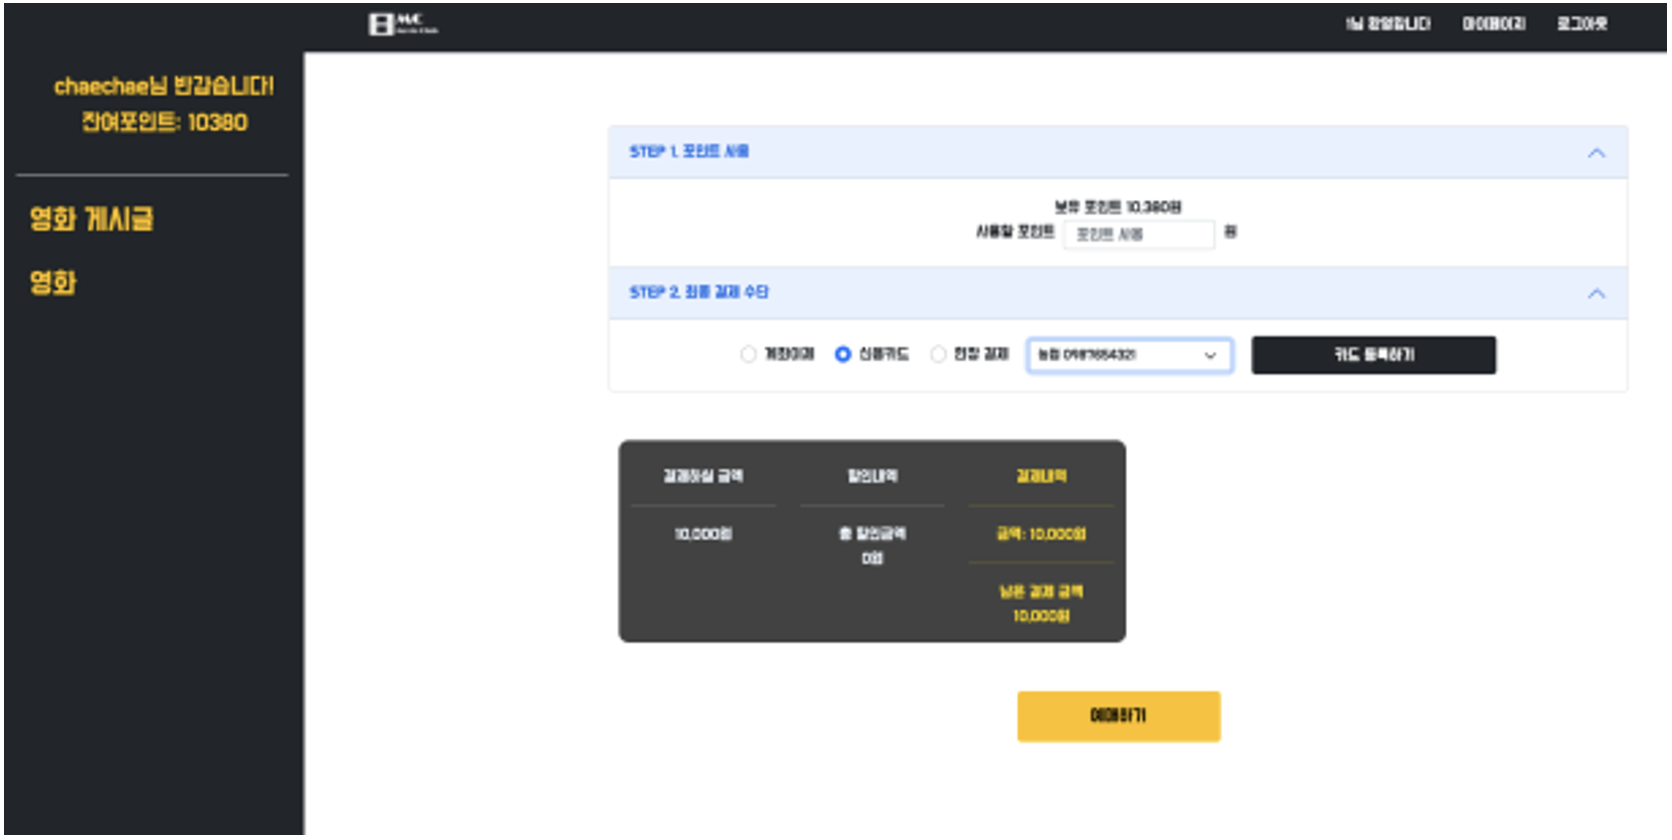 MVC
!님 환영합니다
마이페이지
로그아웃
chaechae님 반갑습니다!
잔여포인트: 10380
영화 게시글
영화
STEP 1. 포인트 사용
보유 포인트 10,380원
사용할 포인트 포인트 사용 원
STEP 2. 최종 결제 수단
계좌이체 신용카드 현장 결제 농협 0987654321 카드 등록하기
결제하실 금액 할인내역 결제내역
10,000원 총 할인금액 금액: 10,000원
0원
남은 결제 금액
10,000원
예매하기